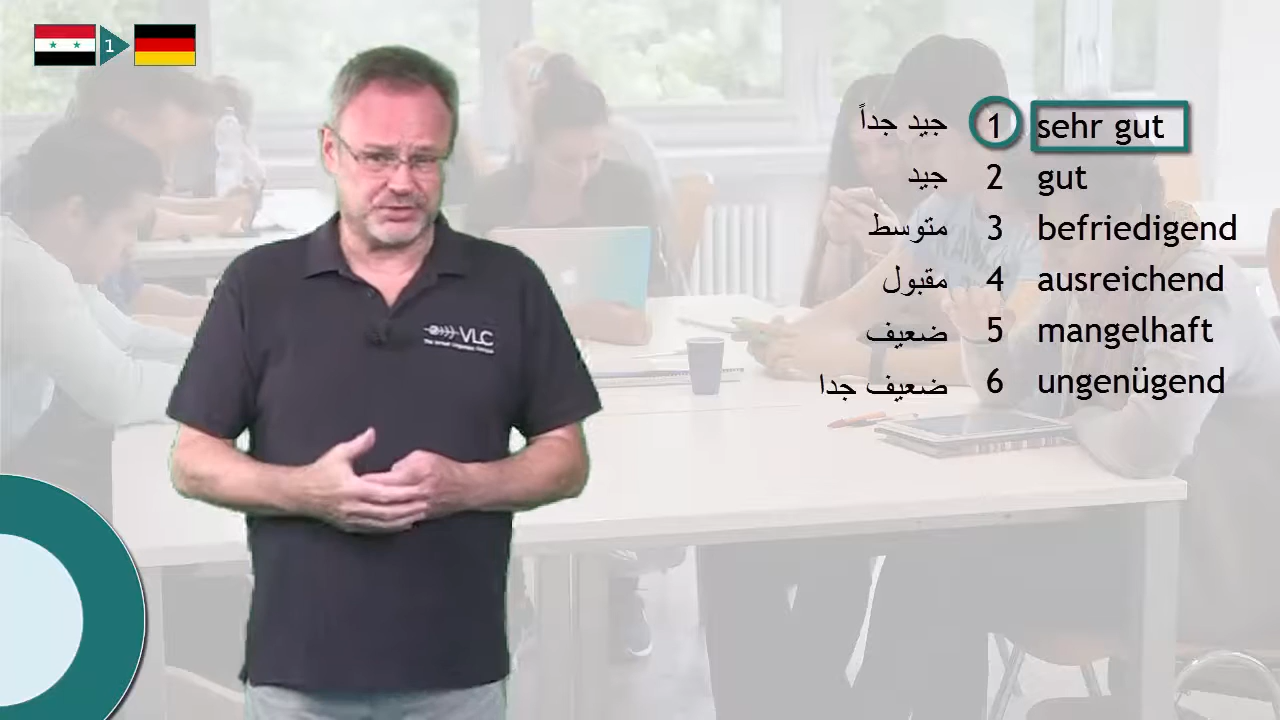 1
جيد جداً 1 sehr gut
جيد 2 gut
متوسط 3 befriedigend
مقبول 4 ausreichend
ضعيف 5 mangelhaft
ضعيف جدا 6 ungenügend
VLC